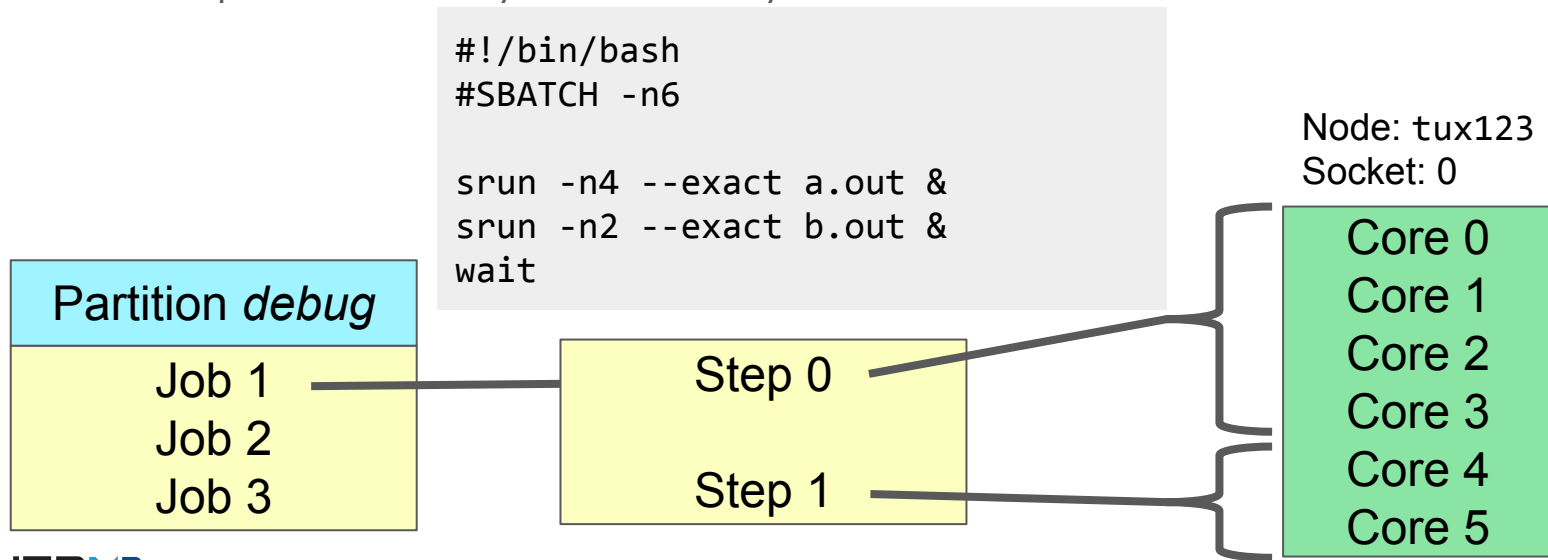 #!/bin/bash
#SBATCH -n6
srun -n4 --exact a.out &
srun -n2 --exact b.out &
wait
Node: tux123
Socket: 0
Partition debug
Job 1
Job 2
Job 3
Step 0
Step 1
Core 0
Core 1
Core 2
Core 3
Core 4
Core 5